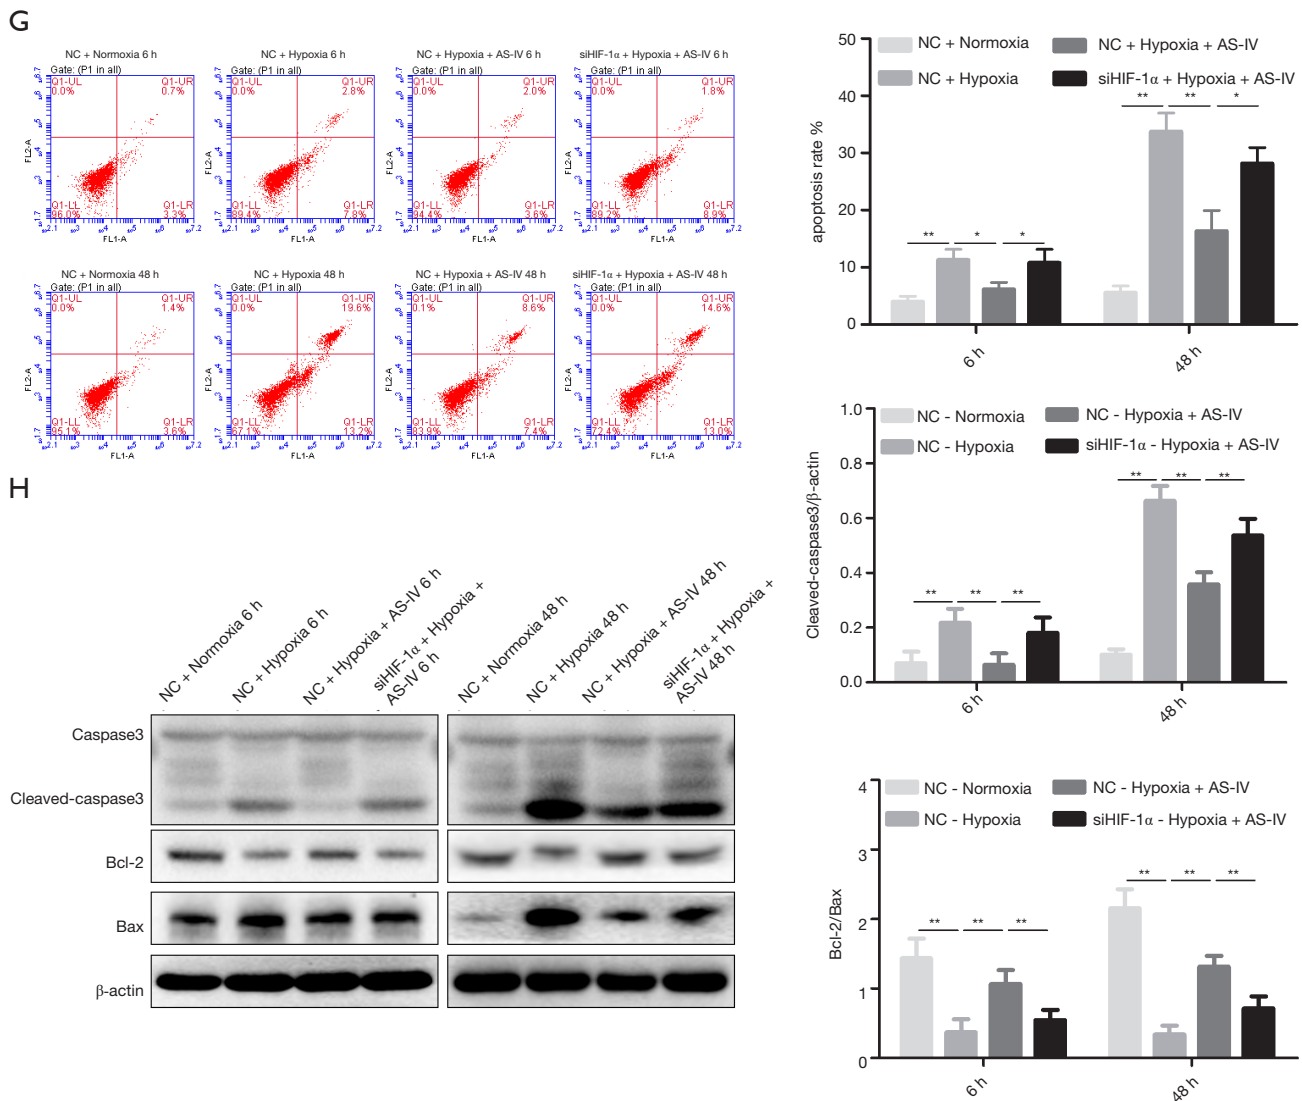 G
NC + Normoxia 6 h
Gate: (P1 in all)
Q1-UL
0.0%
Q1-UR
0.7%
Q1-LL
96.0%
Q1-LR
3.3%
FL2-A
FL1-A
NC + Hypoxia 6 h
Gate: (P1 in all)
Q1-UL
0.0%
Q1-UR
2.8%
Q1-LL
89.4%
Q1-LR
7.8%
FL2-A
FL1-A
NC + Hypoxia + AS-IV 6 h
Gate: (P1 in all)
Q1-UL
0.0%
Q1-UR
2.0%
Q1-LL
94.4%
Q1-LR
3.6%
FL2-A
FL1-A
siHIF-1α + Hypoxia + AS-IV 6 h
Gate: (P1 in all)
Q1-UL
0.0%
Q1-UR
1.8%
Q1-LL
89.2%
Q1-LR
8.9%
FL2-A
FL1-A
NC + Normoxia 48 h
Gate: (P1 in all)
Q1-UL
0.0%
Q1-UR
1.4%
Q1-LL
95.1%
Q1-LR
3.6%
FL2-A
FL1-A
NC + Hypoxia 48 h
Gate: (P1 in all)
Q1-UL
0.0%
Q1-UR
19.6%
Q1-LL
67.1%
Q1-LR
13.2%
FL2-A
FL1-A
NC + Hypoxia + AS-IV 48 h
Gate: (P1 in all)
Q1-UL
0.1%
Q1-UR
8.6%
Q1-LL
83.9%
Q1-LR
7.4%
FL2-A
FL1-A
siHIF-1α + Hypoxia + AS-IV 48 h
Gate: (P1 in all)
Q1-UL
0.0%
Q1-UR
14.6%
Q1-LL
72.4%
Q1-LR
13.0%
FL2-A
FL1-A
NC + Normoxia
NC + Hypoxia
NC + Hypoxia + AS-IV
siHIF-1α + Hypoxia + AS-IV
apoptosis rate %
50
40
30
20
10
0
** * *
** ** *
6 h
48 h
NC - Normoxia
NC - Hypoxia
NC - Hypoxia + AS-IV
siHIF-1α - Hypoxia + AS-IV
Cleaved-caspase3/β-actin
1.0
0.8
0.6
0.4
0.2
0.0
** ** **
** ** **
6 h
48 h
H
NC + Normoxia 6 h
NC + Hypoxia 6 h
NC + Hypoxia + AS-IV 6 h
siHIF-1α + Hypoxia +
AS-IV 6 h
NC + Normoxia 48 h
NC + Hypoxia 48 h
NC + Hypoxia + AS-IV 48 h
siHIF-1α + Hypoxia +
AS-IV 48 h
Caspase3
Cleaved-caspase3
Bcl-2
Bax
β-actin
NC - Normoxia
NC - Hypoxia
NC - Hypoxia + AS-IV
siHIF-1α - Hypoxia + AS-IV
Bcl-2/Bax
4
3
2
1
0
** ** **
** ** **
6 h
48 h